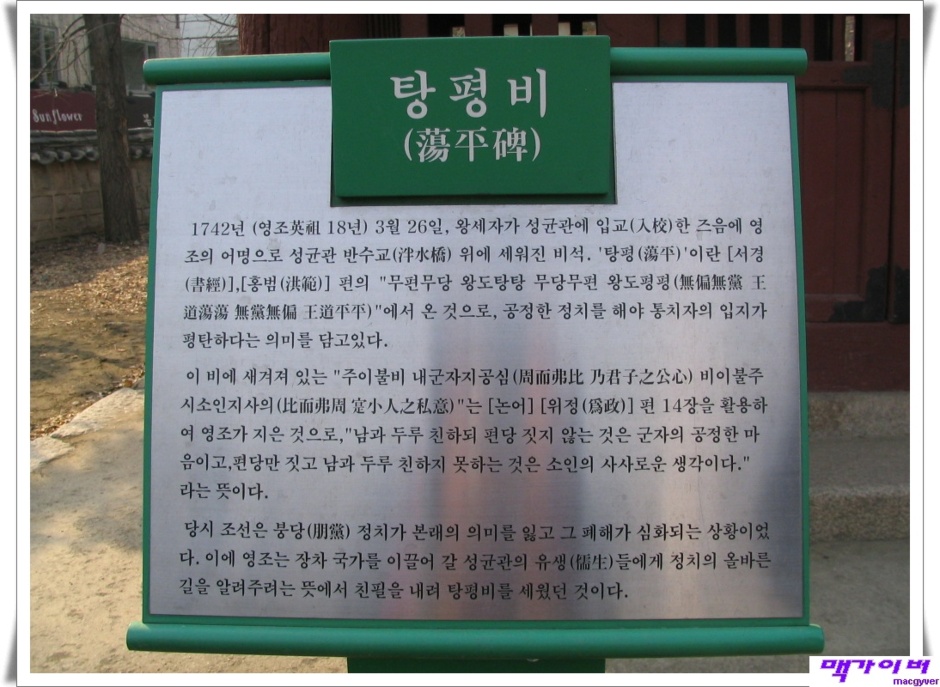 Sunflower
탕평비
(蕩平碑)
1742년 (영조英祖 18년) 3월 26일, 왕세자가 성균관에 입교(入校)한 즈음에 영
조의 어명으로 성균관 반수교(泮水橋) 위에 세워진 비석. '탕평(蕩平)'이란 [서경
(書經)],[홍범(洪範)] 편의 "무편무당 왕도탕탕 무당무편 왕도평평(無偏無黨 王
道蕩蕩 無黨無偏 王道平平)"에서 온 것으로, 공정한 정치를 해야 통치자의 입지가
평탄하다는 의미를 담고있다.
이 비에 새겨져 있는 "주이불비 내군자지공심(周而弗比 乃君子之公心) 비이불주
시소인지사의(比而弗周 寔小人之私意)"는 [논어] [위정(爲政)] 편 14장을 활용하
여 영조가 지은 것으로,"남과 두루 친하되 편당 짓지 않는 것은 군자의 공정한 마
음이고,편당만 짓고 남과 두루 친하지 못하는 것은 소인의 사사로운 생각이다."
라는 뜻이다.
당시 조선은 붕당(朋黨) 정치가 본래의 의미를 잃고 그 폐해가 심화되는 상황이었
다. 이에 영조는 장차 국가를 이끌어 갈 성균관의 유생(儒生)들에게 정치의 올바른
길을 알려주려는 뜻에서 친필을 내려 탕평비를 세웠던 것이다.
맥가이버
macgyver